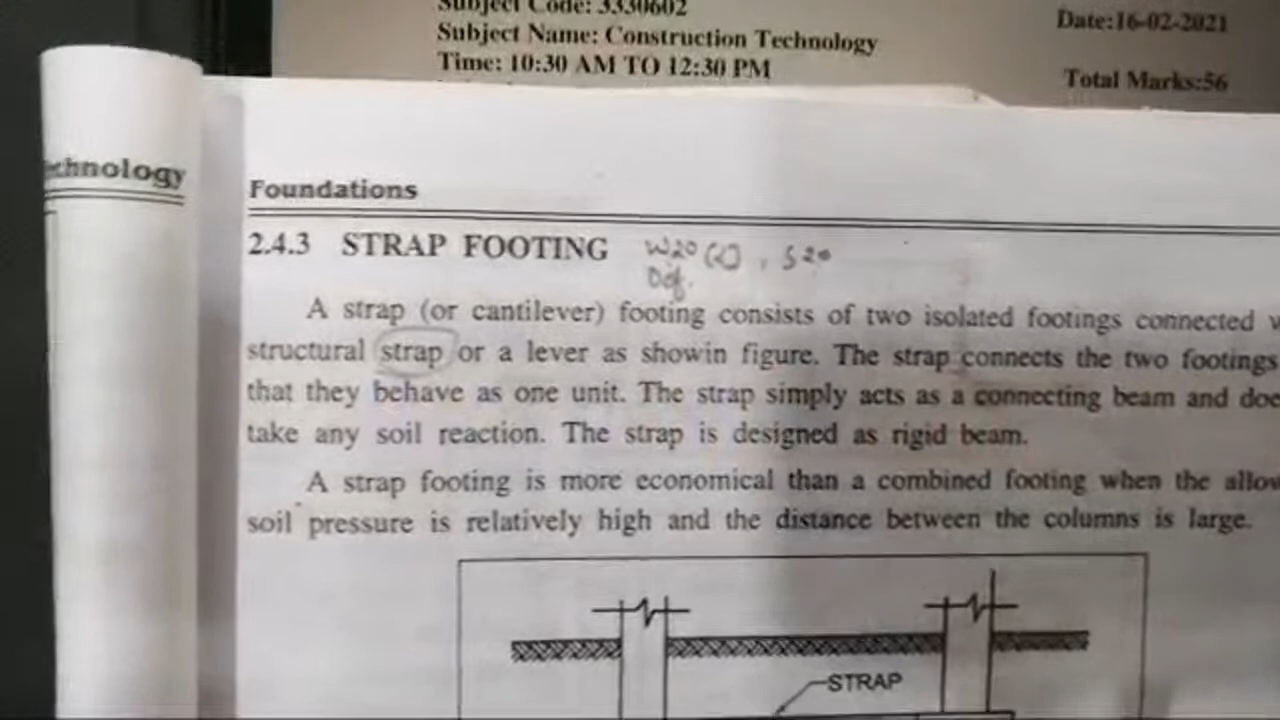 Subject Code: 3330602
Subject Name: Construction Technology
Date:16-02-2021
Time: 10:30 AM TO 12:30 PM
Total Marks:56
chnology
Foundations
2.4.3 STRAP FOOTING W20 (C), S20
Def.
A strap (or cantilever) footing consists of two isolated footings connected
structural strap or a lever as showin figure. The strap connects the two footings
that they behave as one unit. The strap simply acts as a connecting beam and doe
take any soil reaction. The strap is designed as rigid beam.
A strap footing is more economical than a combined footing when the allow
soil pressure is relatively high and the distance between the columns is large.
STRAP